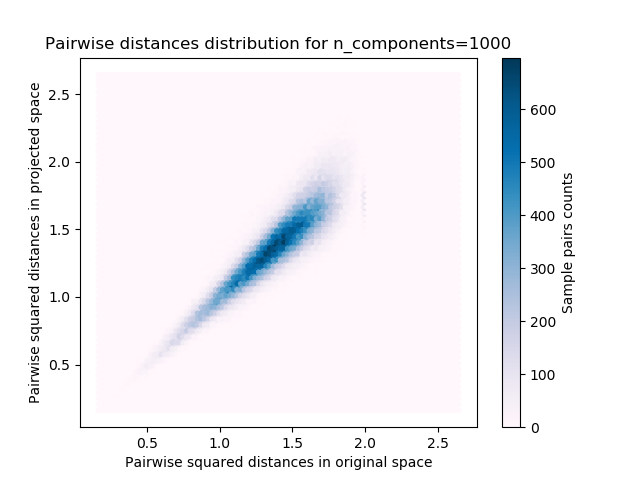 Pairwise distances distribution for n_components=1000
Pairwise squared distances in projected space
2.5
2.0
1.5
1.0
0.5
0.5 1.0 1.5 2.0 2.5
Pairwise squared distances in original space
600
500
400
300
200
100
0
Sample pairs counts